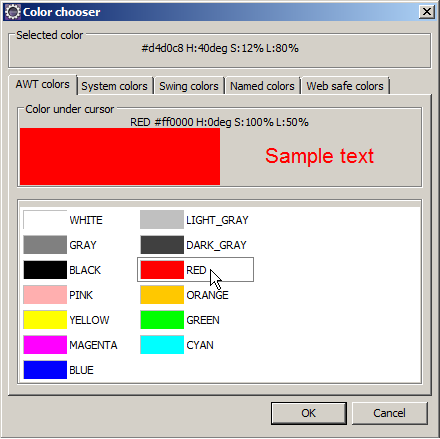 Color chooser
Selected color
#d4d0c8 H:40deg S:12% L:80%
AWT colors System colors Swing colors Named colors Web safe colors
Color under cursor
RED #ff0000 H:0deg S:100% L:50%
Sample text
WHITE LIGHT_GRAY
GRAY DARK_GRAY
BLACK RED
PINK ORANGE
YELLOW GREEN
MAGENTA CYAN
BLUE
OK Cancel